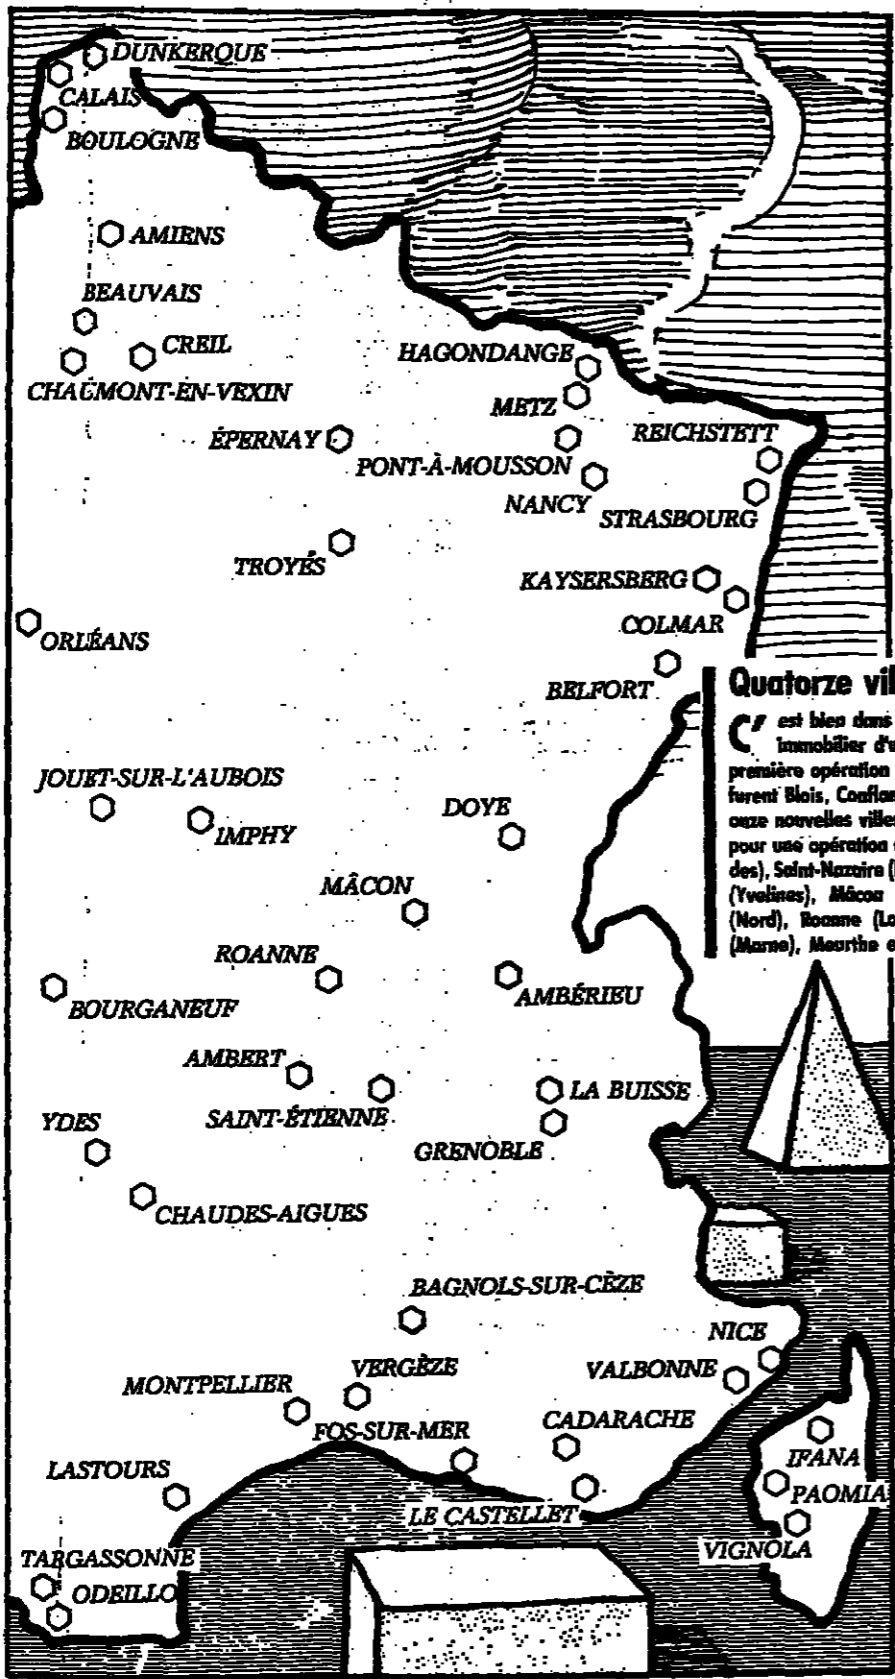 DUNKERQUE
CALAIS
BOULOGNE
AMIENS
BEAUVAIS
CREIL
CHAUMONT-EN-VEXIN
HAGONDANGE
METZ
ÉPERNAY
REICHSTETT
PONT-À-MOUSSON
NANCY
STRASBOURG
TROYES
KAYSERSBERG
COLMAR
ORLÉANS
BELFORT
Quatorze vil
C'est bien dans
immobilier d'u
première opération
furent Blois, Conflan
onze nouvelles villes
pour une opération
des), Saint-Nazaire (
(Yvelines), Mâcon
(Nord), Roanne (Lo
(Marne), Meurthe e
JOUET-SUR-L'AUBOIS
IMPHY
DOYE
MÂCON
ROANNE
BOURGANEUF
AMBÉRIEU
AMBERT
SAINT-ÉTIENNE
LA BUISSE
YDES
GRENOBLE
CHAUDES-AIGUES
BAGNOLS-SUR-CÈZE
NICE
VERGÈZE
VALBONNE
MONTPELLIER
FOS-SUR-MER
CADARACHE
LASTOURS
IFANA
PAOMIA
LE CASTELLET
VIGNOLA
TARGASSONNE
ODEILLO